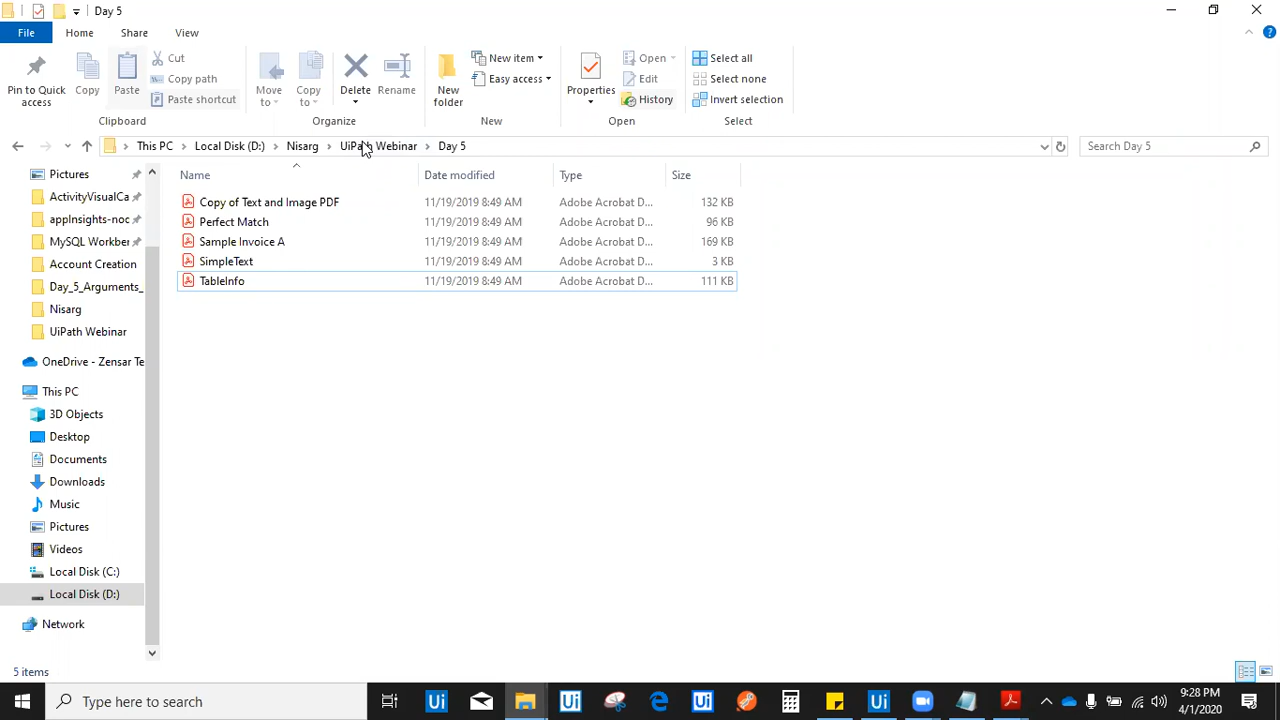 Day 5
File Home Share View
Pin to Quick access
Copy
Paste
Cut
Copy path
Paste shortcut
Clipboard
Move to
Copy to
Delete
Rename
Organize
New folder
New item
Easy access
New
Properties
Open
Edit
History
Open
Select all
Select none
Invert selection
Select
This PC Local Disk (D:) Nisarg UiPath Webinar Day 5
Search Day 5
Name Date modified Type Size
Copy of Text and Image PDF 11/19/2019 8:49 AM Adobe Acrobat D... 132 KB
Perfect Match 11/19/2019 8:49 AM Adobe Acrobat D... 96 KB
Sample Invoice A 11/19/2019 8:49 AM Adobe Acrobat D... 169 KB
SimpleText 11/19/2019 8:49 AM Adobe Acrobat D... 3 KB
TableInfo 11/19/2019 8:49 AM Adobe Acrobat D... 111 KB
Pictures
ActivityVisualCa
appInsights-noc
MySQL Workber
Account Creation
Day_5_Arguments_
Nisarg
UiPath Webinar
OneDrive - Zensar Te
This PC
3D Objects
Desktop
Documents
Downloads
Music
Pictures
Videos
Local Disk (C:)
Local Disk (D:)
Network
5 items
Type here to search
Ui
Ui
Ui
Ui
9:28 PM
4/1/2020